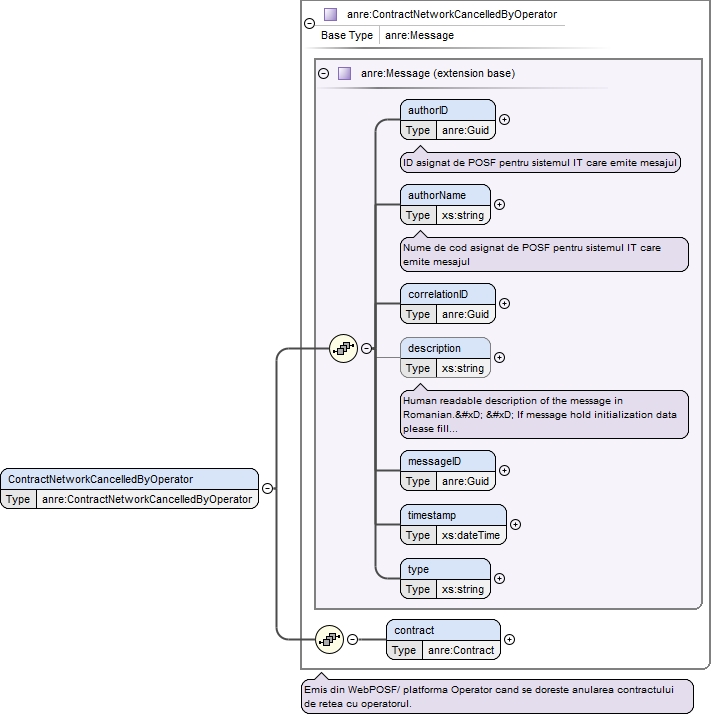 anre:ContractNetworkCancelledByOperator
Base Type anre:Message
anre:Message (extension base)
authorID
Type anre:Guid
ID asignat de POSF pentru sistemul IT care emite mesajul
authorName
Type xs:string
Nume de cod asignat de POSF pentru sistemul IT care
emite mesajul
correlationID
Type anre:Guid
description
Type xs:string
Human readable description of the message in
Romanian.&#xD; &#xD; If message hold initialization data
please fill...
messageID
Type anre:Guid
ContractNetworkCancelledByOperator
Type anre:ContractNetworkCancelledByOperator
timestamp
Type xs:dateTime
type
Type xs:string
contract
Type anre:Contract
Emis din WebPOSF/ platforma Operator cand se doreste anularea contractului
de retea cu operatorul.